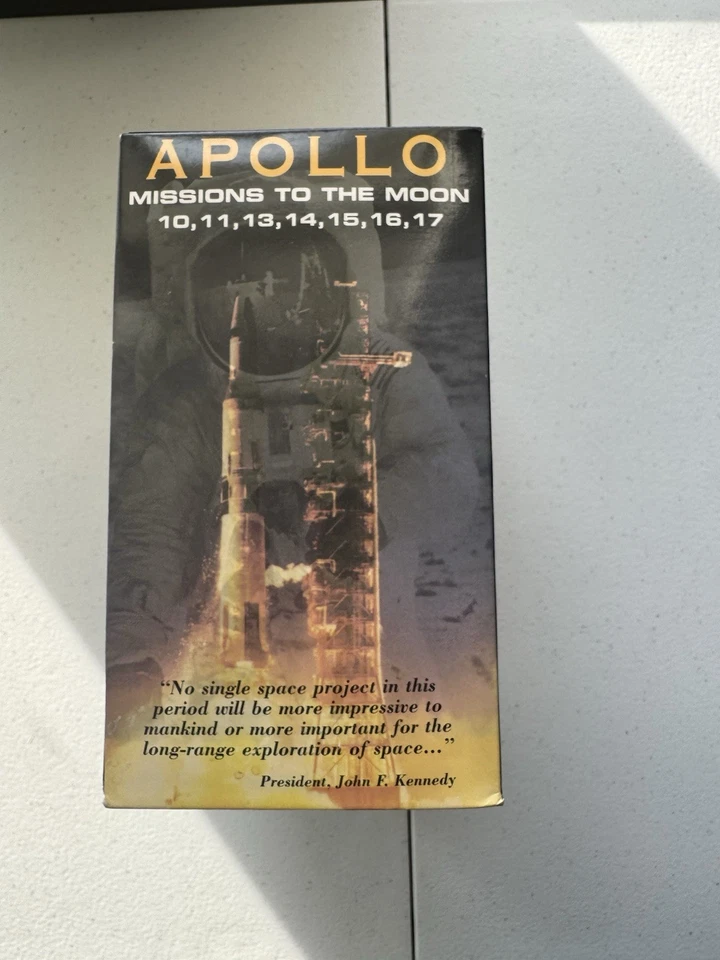 APOLLO
MISSIONS TO THE MOON
10,11,13,14,15,16,17
“No single space project in this
period will be more impressive to
mankind or more important for the
long-range exploration of space...”
President, John F. Kennedy